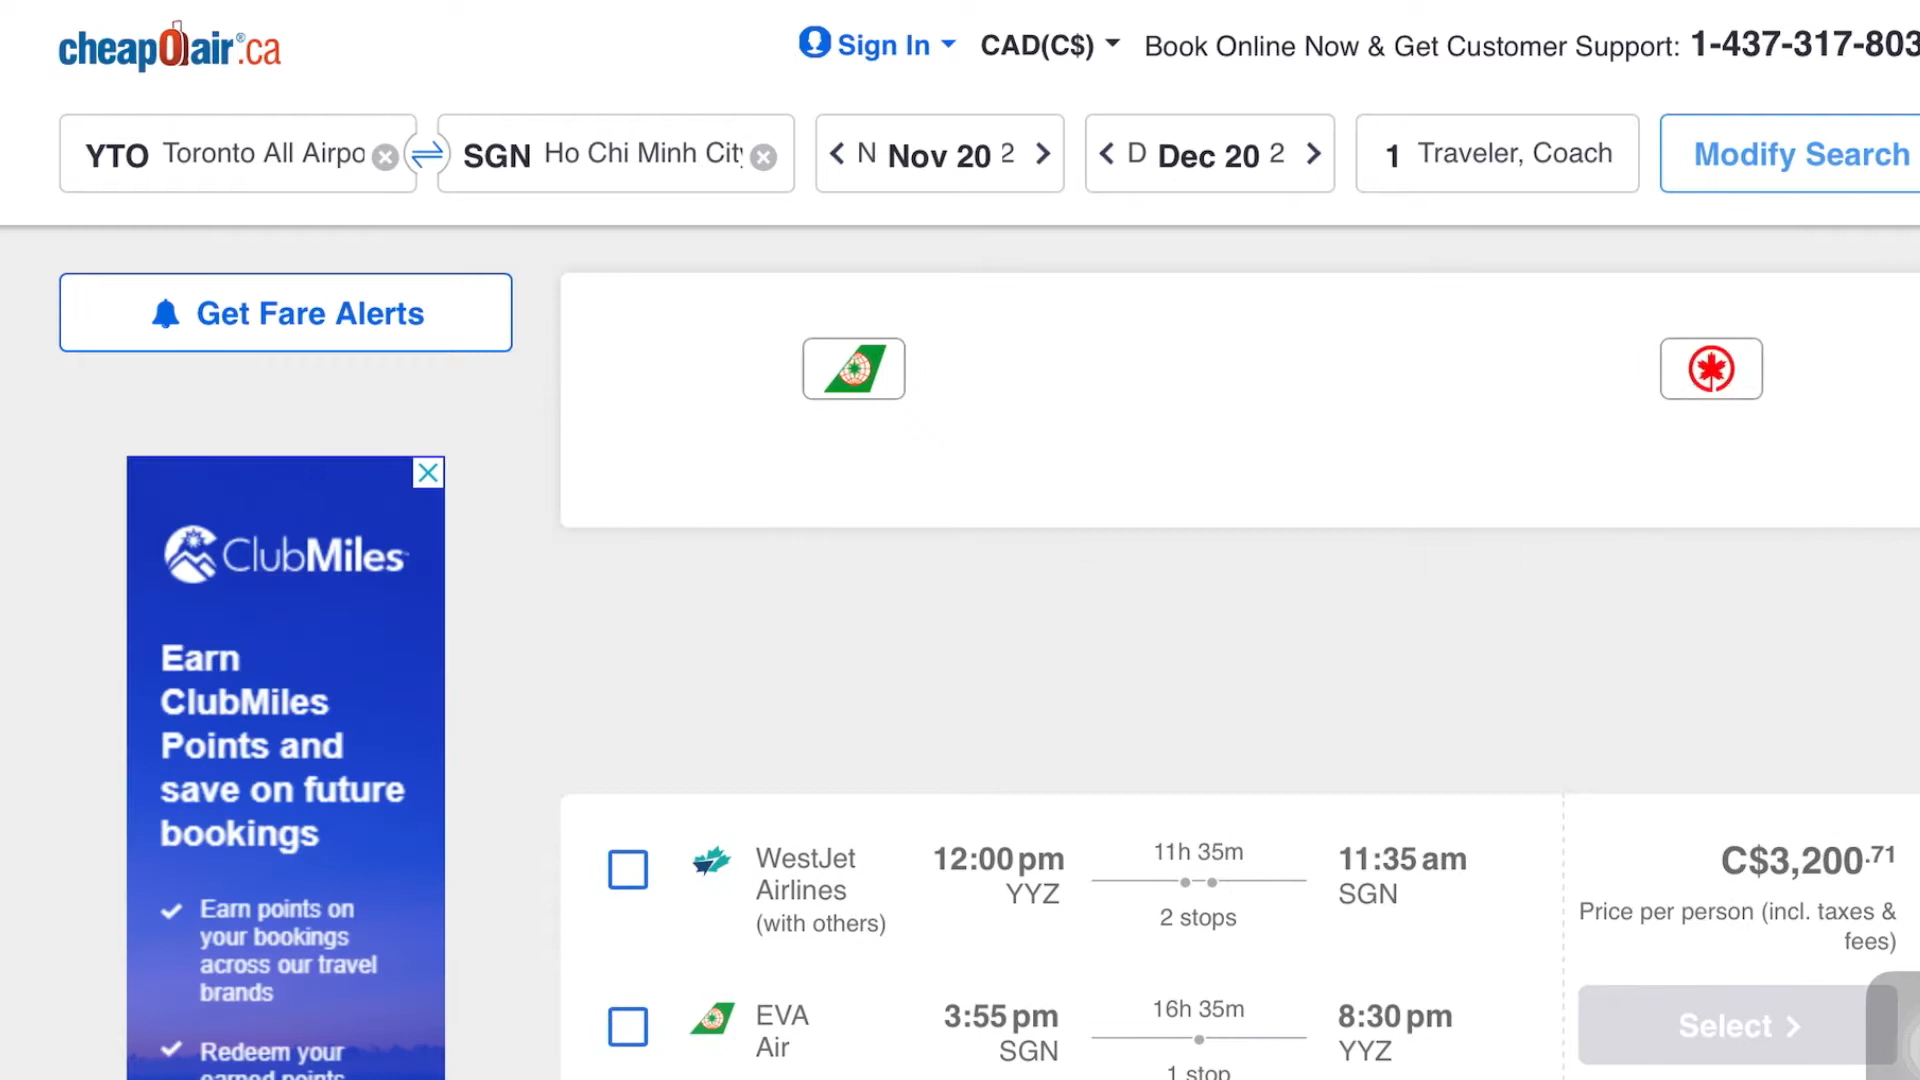 cheapOair®.ca
Sign In CAD(C$) Book Online Now & Get Customer Support: 1-437-317-803
YTO Toronto All Airpo SGN Ho Chi Minh City N Nov 20 2 D Dec 20 2 1 Traveler, Coach Modify Search
Get Fare Alerts
ClubMiles
Earn
ClubMiles
Points and
save on future
bookings
Earn points on
your bookings
across our travel
brands
Redeem your
earned points
WestJet
Airlines
(with others)
12:00 pm
YYZ
11h 35m
2 stops
11:35 am
SGN
C$3,200.71
Price per person (incl. taxes &
fees)
EVA
Air
3:55 pm
SGN
16h 35m
1 stop
8:30 pm
YYZ
Select